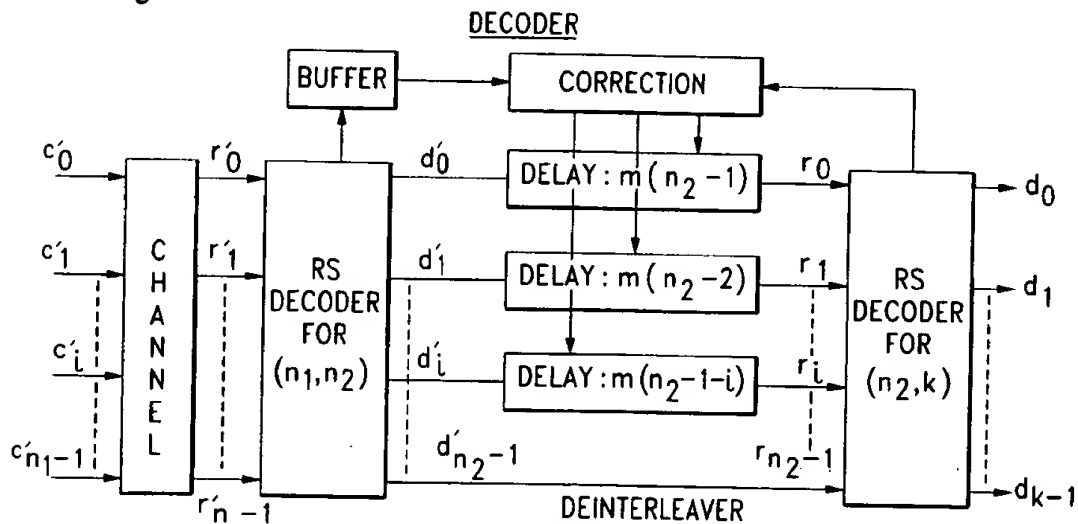 DECODER
BUFFER
CORRECTION
c'0
r'0
d'0
DELAY : m(n2-1)
r0
d0
c'1
r'1
d'1
DELAY : m(n2-2)
r1
d1
CHANNEL
RS
DECODER
FOR
(n1,n2)
RS
DECODER
FOR
(n2,k)
c'i
d'i
DELAY : m(n2-1-i)
ri
c'n1-1
r'n-1
d'n2-1
rn2-1
dk-1
DEINTERLEAVER